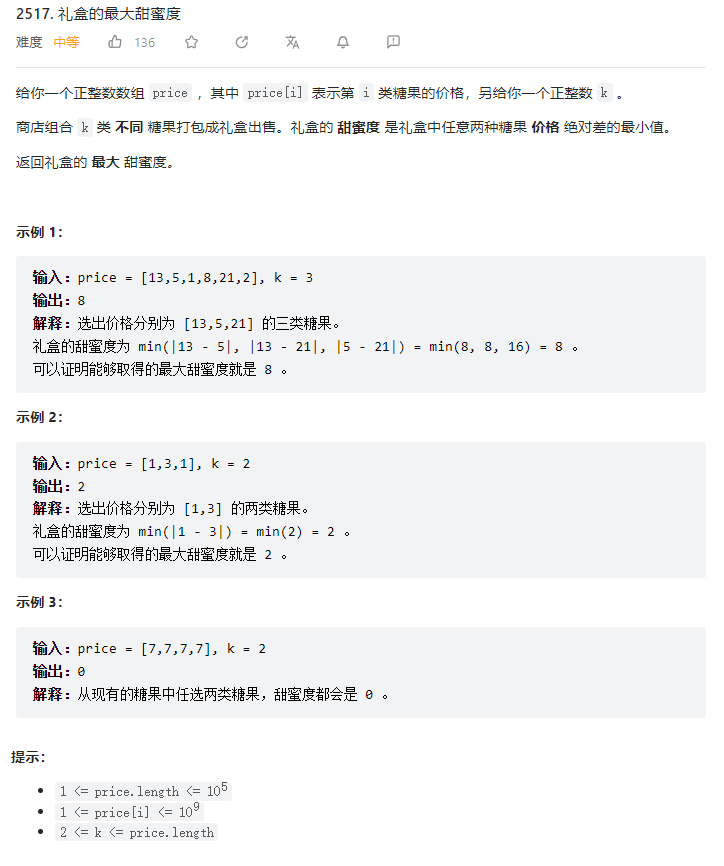 2517. 礼盒的最大甜蜜度
难度 中等 136
给你一个正整数数组 price ，其中 price[i] 表示第 i 类糖果的价格，另给你一个正整数 k 。
商店组合 k 类 不同 糖果打包成礼盒出售。礼盒的 甜蜜度 是礼盒中任意两种糖果 价格 绝对差的最小值。
返回礼盒的 最大 甜蜜度。
示例 1：
输入：price = [13,5,1,8,21,2], k = 3
输出：8
解释：选出价格分别为 [13,5,21] 的三类糖果。
礼盒的甜蜜度为 min(|13 - 5|, |13 - 21|, |5 - 21|) = min(8, 8, 16) = 8 。
可以证明能够取得的最大甜蜜度就是 8 。
示例 2：
输入：price = [1,3,1], k = 2
输出：2
解释：选出价格分别为 [1,3] 的两类糖果。
礼盒的甜蜜度为 min(|1 - 3|) = min(2) = 2 。
可以证明能够取得的最大甜蜜度就是 2 。
示例 3：
输入：price = [7,7,7,7], k = 2
输出：0
解释：从现有的糖果中任选两类糖果，甜蜜度都会是 0 。
提示：
1 <= price.length <= 10⁵
1 <= price[i] <= 10⁹
2 <= k <= price.length